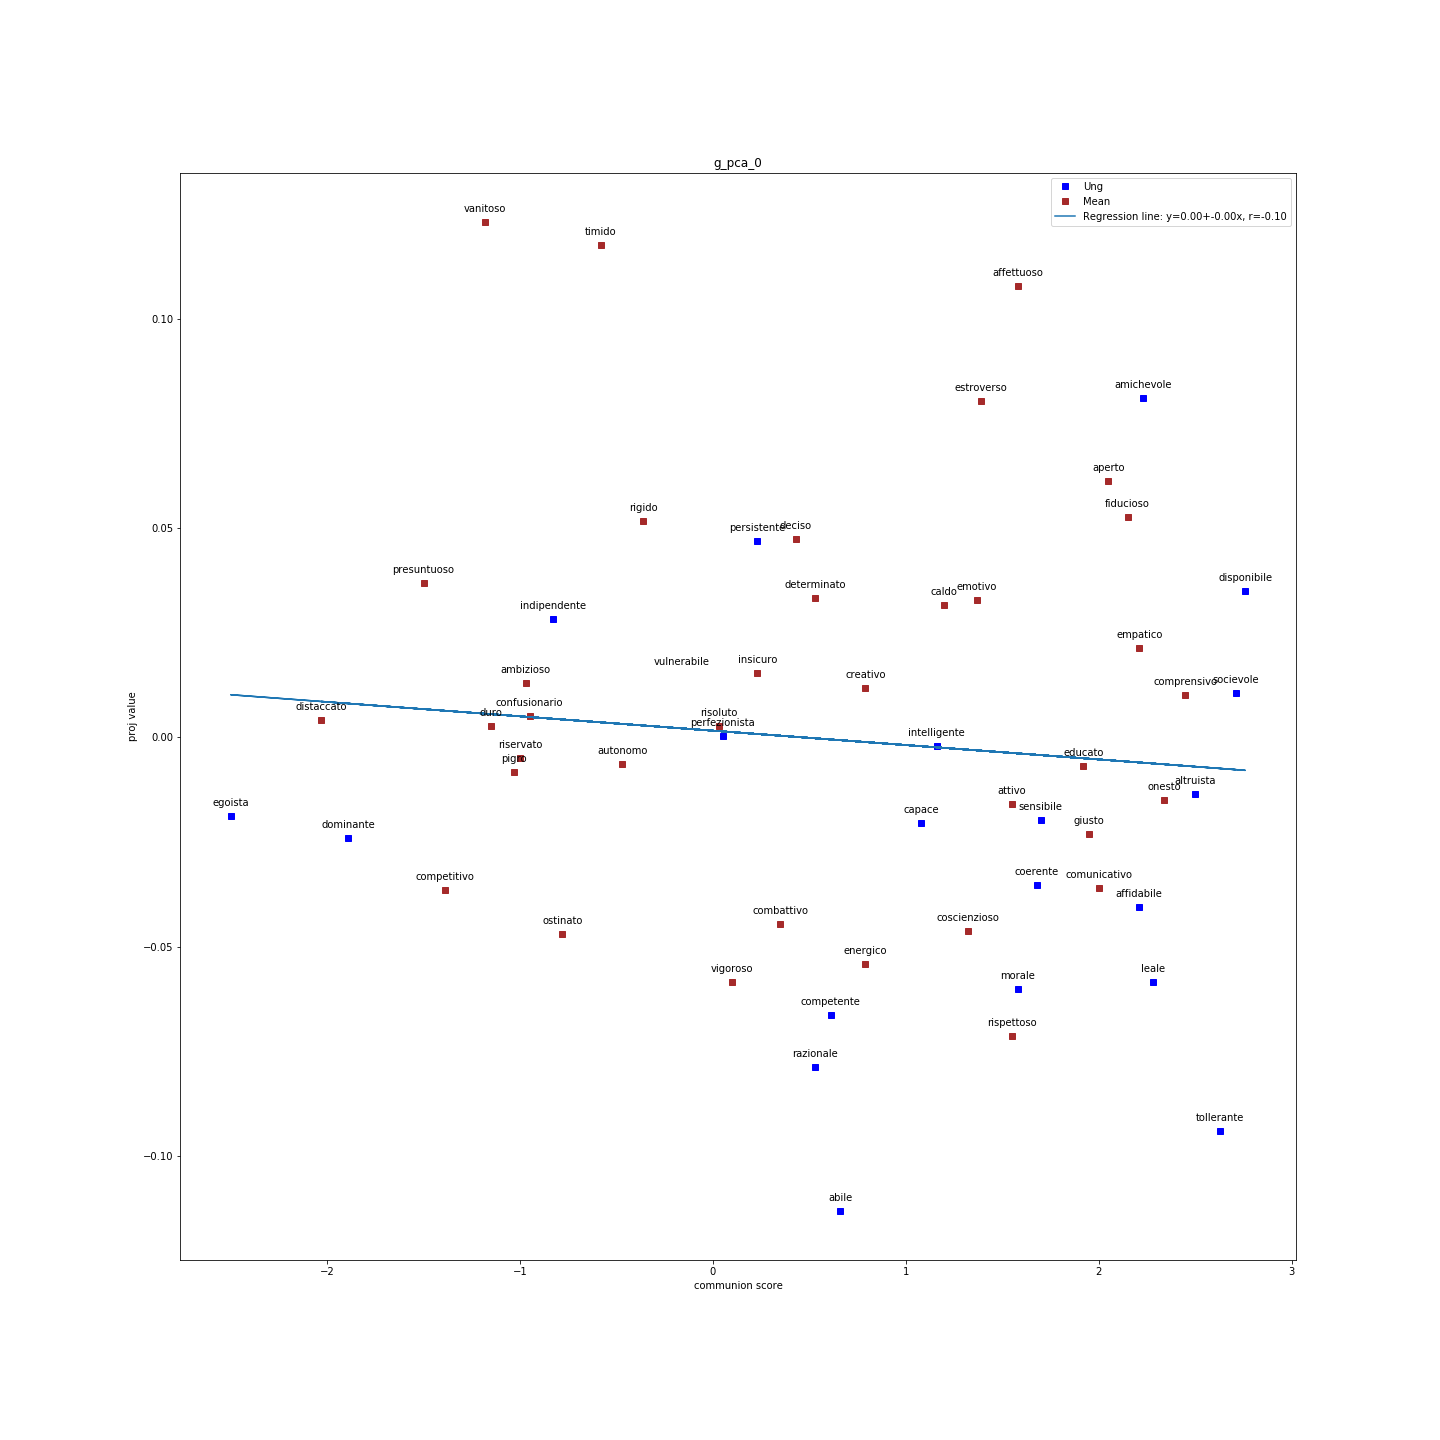 g_pca_0
Ung
Mean
Regression line: y=0.00+-0.00x, r=-0.10
vanitoso
timido
affettuoso
0.10
estroverso
amichevole
aperto
fiducioso
rigido
0.05
persistente
deciso
presuntuoso
disponibile
determinato
caldo
emotivo
indipendente
empatico
vulnerabile
insicuro
ambizioso
creativo
comprensivo
socievole
confusionario
distaccato
duro
risoluto
perfezionista
proj value
0.00
intelligente
riservato
autonomo
educato
pigro
altruista
onesto
attivo
egoista
sensibile
capace
dominante
giusto
competitivo
coerente
comunicativo
affidabile
ostinato
combattivo
coscienzioso
−0.05
energico
vigoroso
morale
leale
competente
rispettoso
razionale
tollerante
−0.10
abile
−2
−1
0
1
2
3
communion score